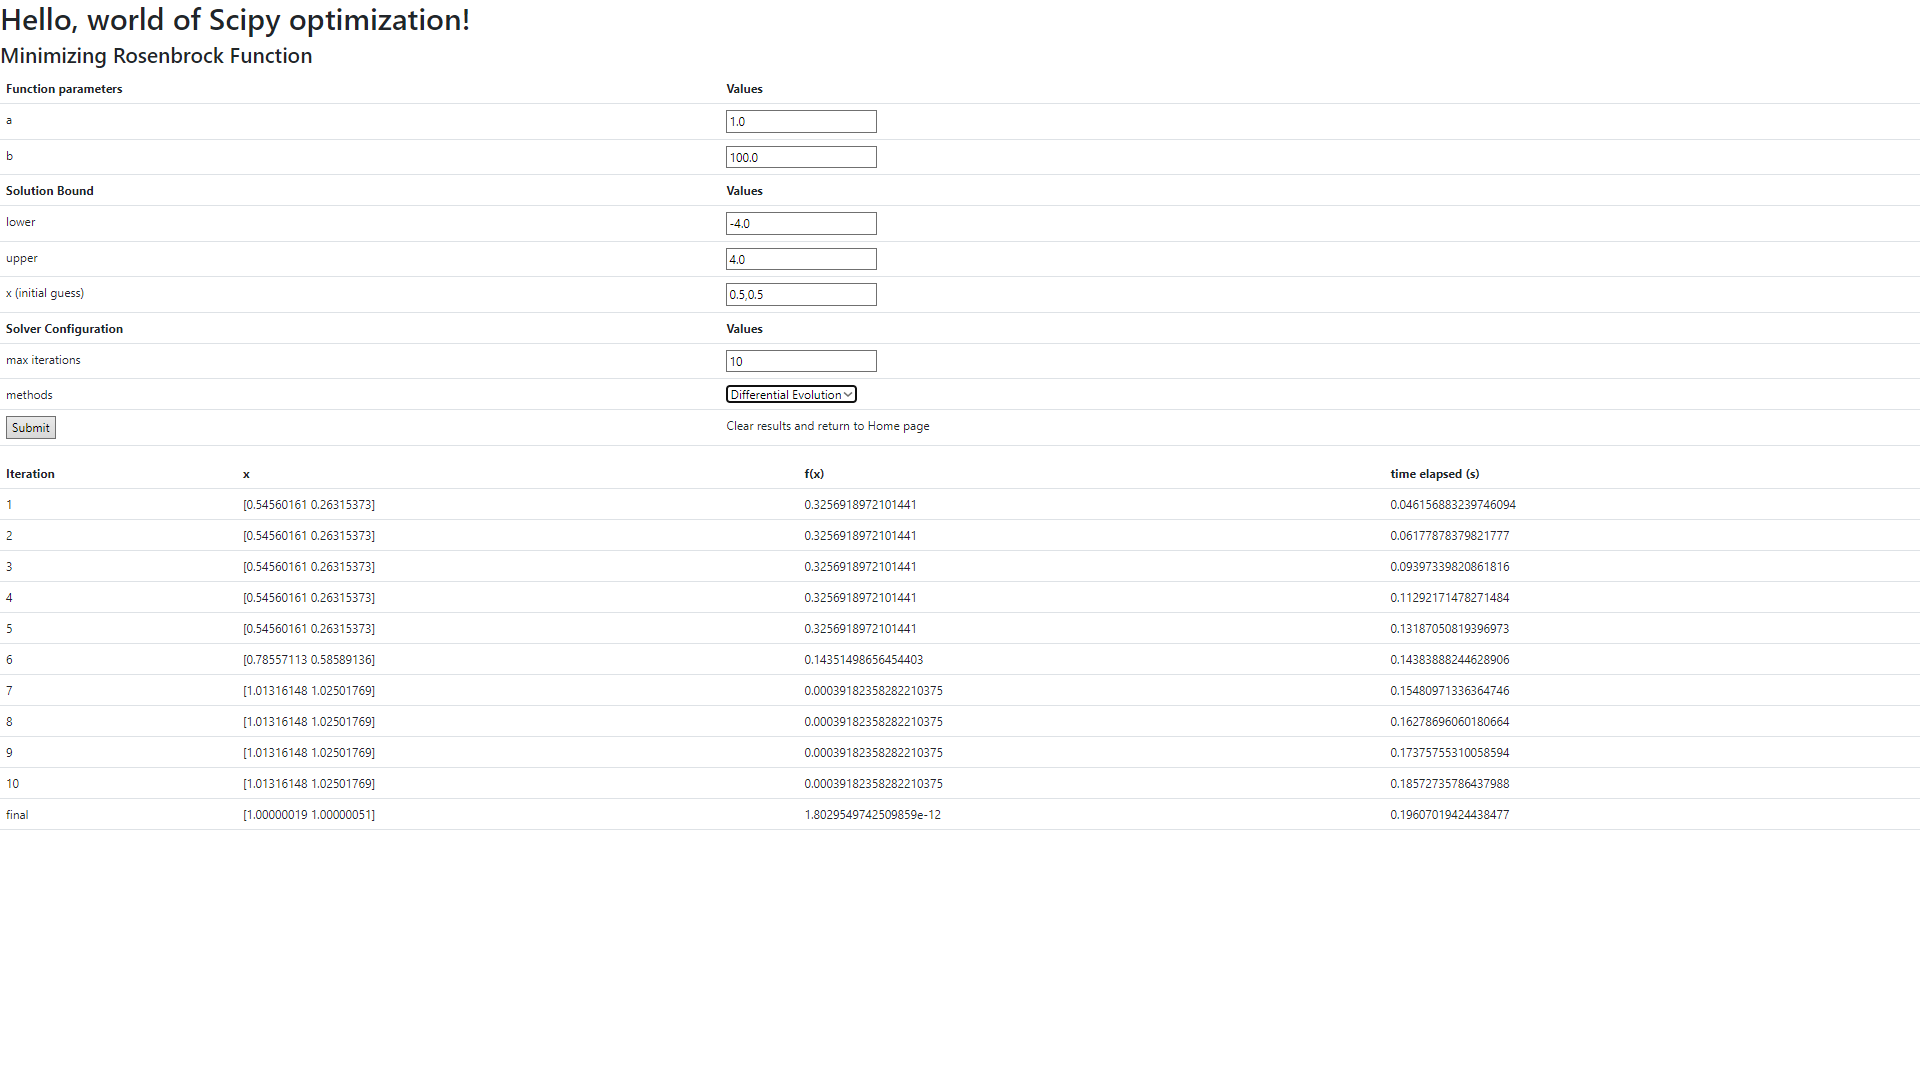 Hello, world of Scipy optimization!
Minimizing Rosenbrock Function
Function parameters Values
a 1.0
b 100.0
Solution Bound Values
lower -4.0
upper 4.0
x (initial guess) 0.5,0.5
Solver Configuration Values
max iterations 10
methods Differential Evolution
Submit Clear results and return to Home page
Iteration x f(x) time elapsed (s)
1 [0.54560161 0.26315373] 0.3256918972101441 0.046156883239746094
2 [0.54560161 0.26315373] 0.3256918972101441 0.06177878379821777
3 [0.54560161 0.26315373] 0.3256918972101441 0.09397339820861816
4 [0.54560161 0.26315373] 0.3256918972101441 0.11292171478271484
5 [0.54560161 0.26315373] 0.3256918972101441 0.13187050819396973
6 [0.78557113 0.58589136] 0.14351498656454403 0.14383888244628906
7 [1.01316148 1.02501769] 0.00039182358282210375 0.15480971336364746
8 [1.01316148 1.02501769] 0.00039182358282210375 0.16278696060180664
9 [1.01316148 1.02501769] 0.00039182358282210375 0.17375755310058594
10 [1.01316148 1.02501769] 0.00039182358282210375 0.18572735786437988
final [1.00000019 1.00000051] 1.8029549742509859e-12 0.19607019424438477